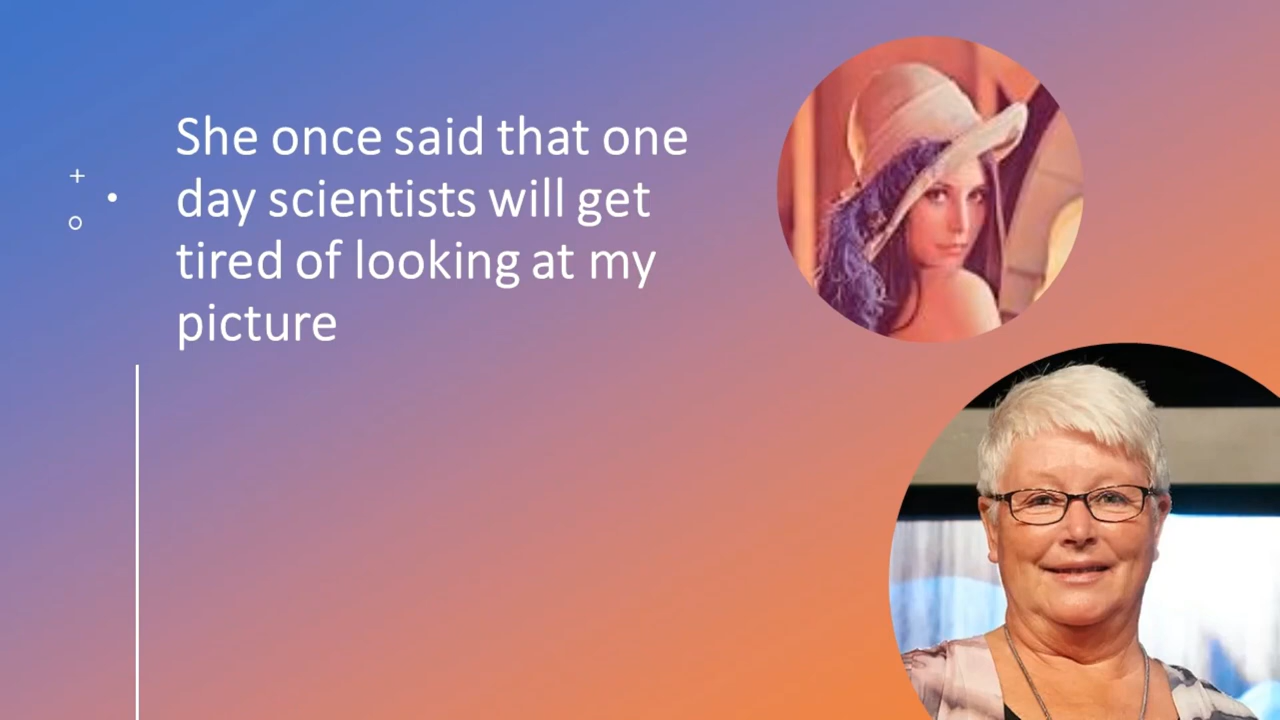 She once said that one
day scientists will get
tired of looking at my
picture